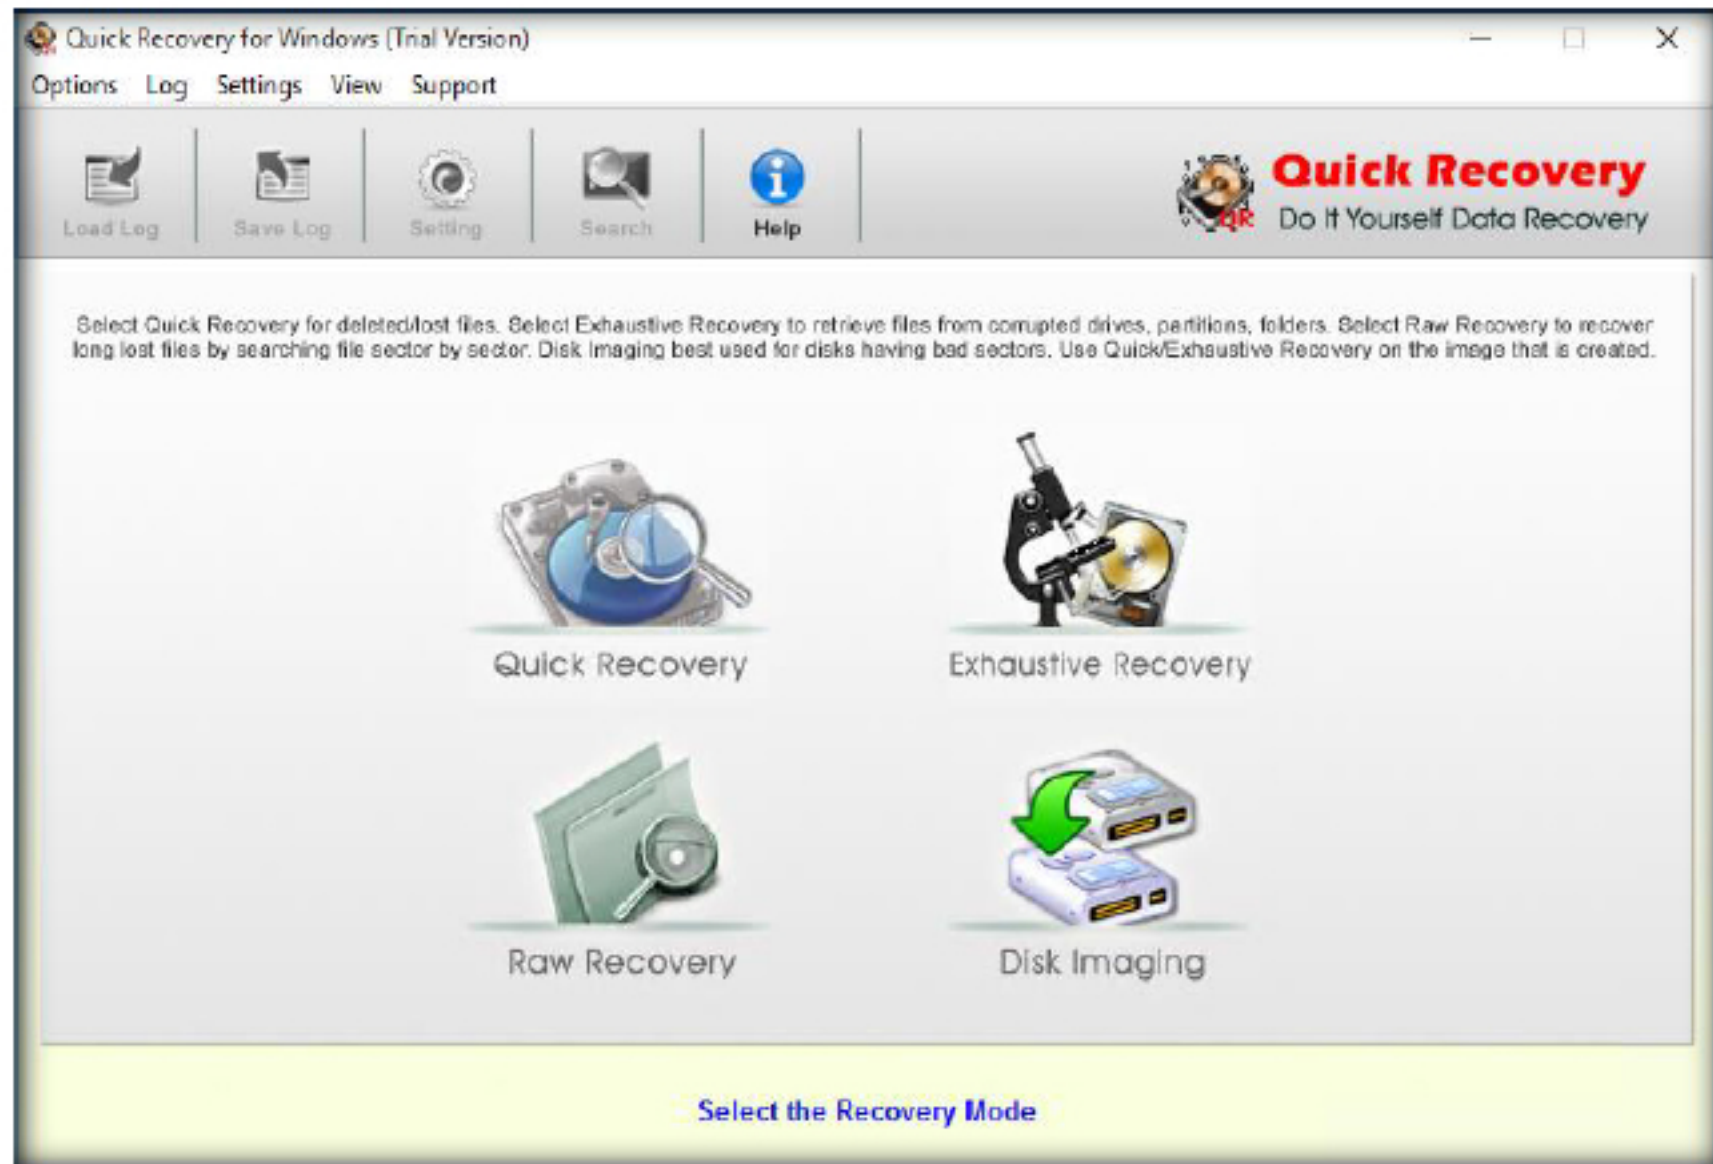 Quick Recovery for Windows (Trial Version)
Options Log Settings View Support
Load Log Save Log Setting Search Help
QR
Quick Recovery
Do It Yourself Data Recovery
Select Quick Recovery for deleted/lost files. Select Exhaustive Recovery to retrieve files from corrupted drives, partitions, folders. Select Raw Recovery to recover
long lost files by searching file sector by sector. Disk Imaging best used for disks having bad sectors. Use Quick/Exhaustive Recovery on the image that is created.
Quick Recovery Exhaustive Recovery
Raw Recovery Disk Imaging
Select the Recovery Mode